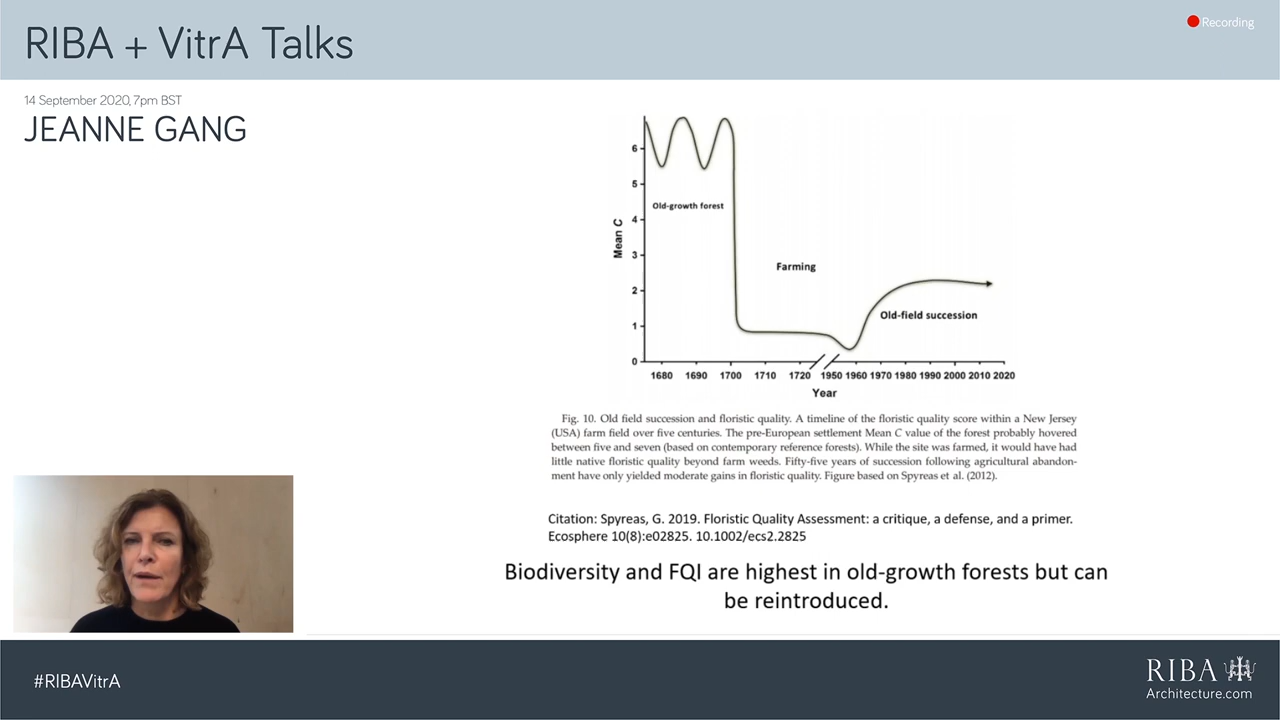 RIBA + VitrA Talks
Recording
14 September 2020, 7pm BST
JEANNE GANG
6
5
4
3
2
1
0
Mean C
Old-growth forest
Farming
Old-field succession
1680 1690 1700 1710 1720 1950 1960 1970 1980 1990 2000 2010 2020
Year
Fig. 10. Old field succession and floristic quality. A timeline of the floristic quality score within a New Jersey
(USA) farm field over five centuries. The pre-European settlement Mean C value of the forest probably hovered
between five and seven (based on contemporary reference forests). While the site was farmed, it would have had
little native floristic quality beyond farm weeds. Fifty-five years of succession following agricultural abandon-
ment have only yielded moderate gains in floristic quality. Figure based on Spyreas et al. (2012).
Citation: Spyreas, G. 2019. Floristic Quality Assessment: a critique, a defense, and a primer.
Ecosphere 10(8):e02825. 10.1002/ecs2.2825
Biodiversity and FQI are highest in old-growth forests but can
be reintroduced.
#RIBAVitrA
RIBA
Architecture.com